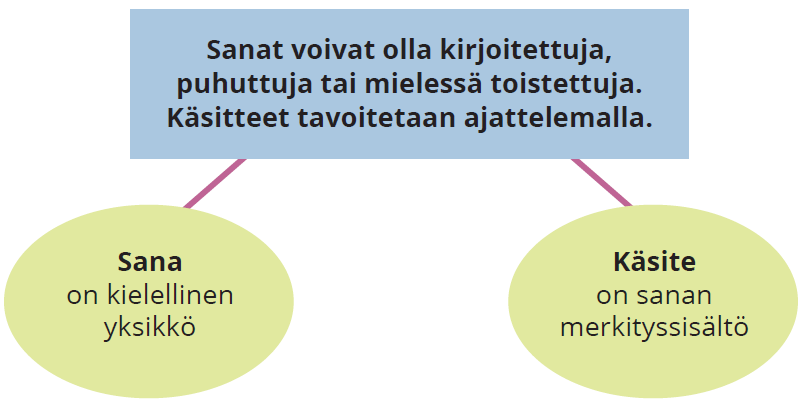 Sanat voivat olla kirjoitettuja,
puhuttuja tai mielessä toistettuja.
Käsitteet tavoitetaan ajattelemalla.
Sana
on kielellinen
yksikkö
Käsite
on sanan
merkityssisältö